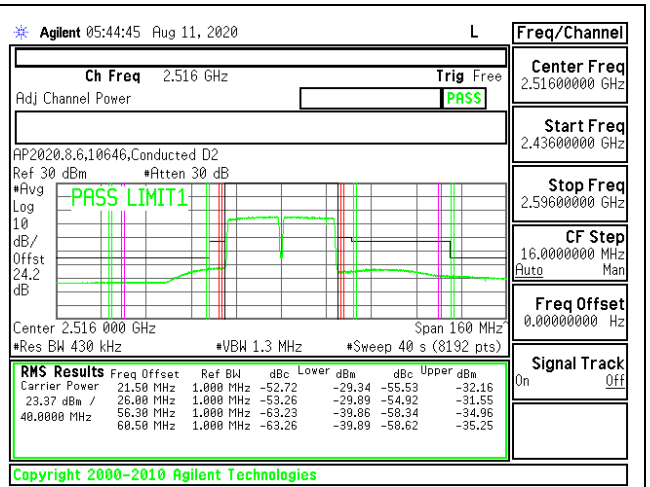 Agilent 05:44:45 Aug 11, 2020 L Freq/Channel
Ch Freq 2.516 GHz Trig Free
Adj Channel Power PASS
Center Freq
2.51600000 GHz
Start Freq
2.43600000 GHz
Stop Freq
2.59600000 GHz
CF Step
16.0000000 MHz
Auto Man
Freq Offset
0.00000000 Hz
Signal Track
On Off
AP2020.8.6,10646,Conducted D2
Ref 30 dBm #Atten 30 dB
#Avg
Log
10
dB/
Offst
24.2
dB
PASS LIMIT1
Center 2.516 000 GHz Span 160 MHz^
#Res BW 430 kHz #VBW 1.3 MHz #Sweep 40 s (8192 pts)
RMS Results Freq Offset Ref BW dBc Lower dBm dBc Upper dBm
Carrier Power 21.50 MHz 1.000 MHz -52.72 -29.34 -55.53 -32.16
23.37 dBm / 26.00 MHz 1.000 MHz -53.26 -29.89 -54.92 -31.55
40.0000 MHz 56.30 MHz 1.000 MHz -63.23 -39.86 -58.34 -34.96
60.50 MHz 1.000 MHz -63.26 -39.89 -58.62 -35.25
Copyright 2000-2010 Agilent Technologies